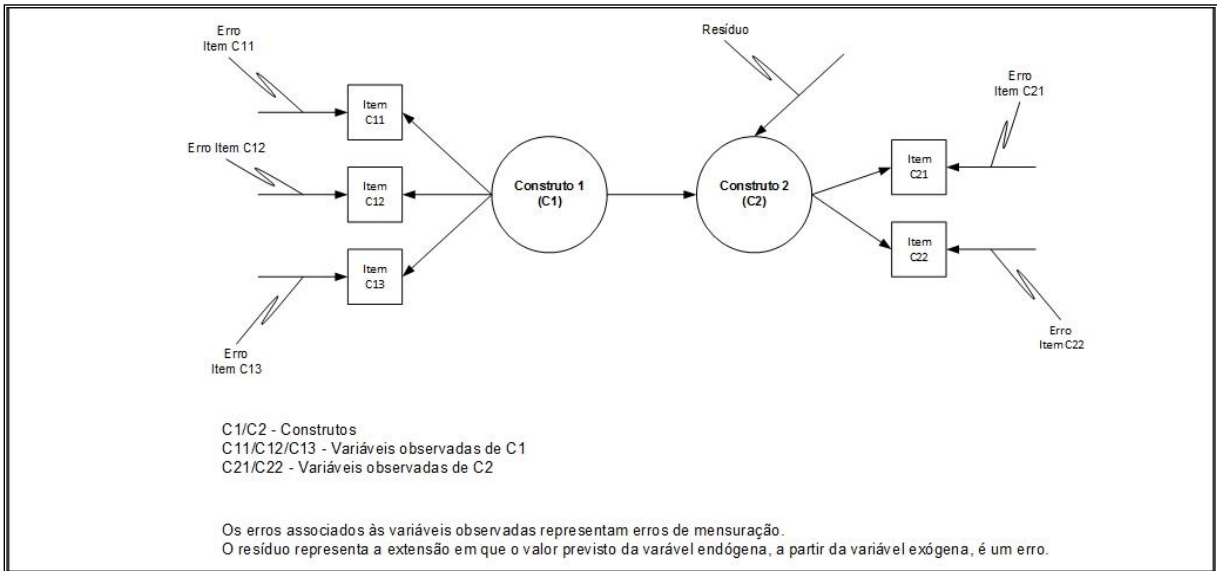 Erro
Item C11
Resíduo
Erro
Item C21
Item
C11
Erro Item C12
Item
C21
Item
C12
Construto 1
(C1)
Construto 2
(C2)
Item
C22
Item
C13
Erro
Item C13
Erro
Item C22
C1/C2 - Construtos
C11/C12/C13 - Variáveis observadas de C1
C21/C22 - Variáveis observadas de C2
Os erros associados às variáveis observadas representam erros de mensuração.
O resíduo representa a extensão em que o valor previsto da varável endógena, a partir da variável exógena, é um erro.